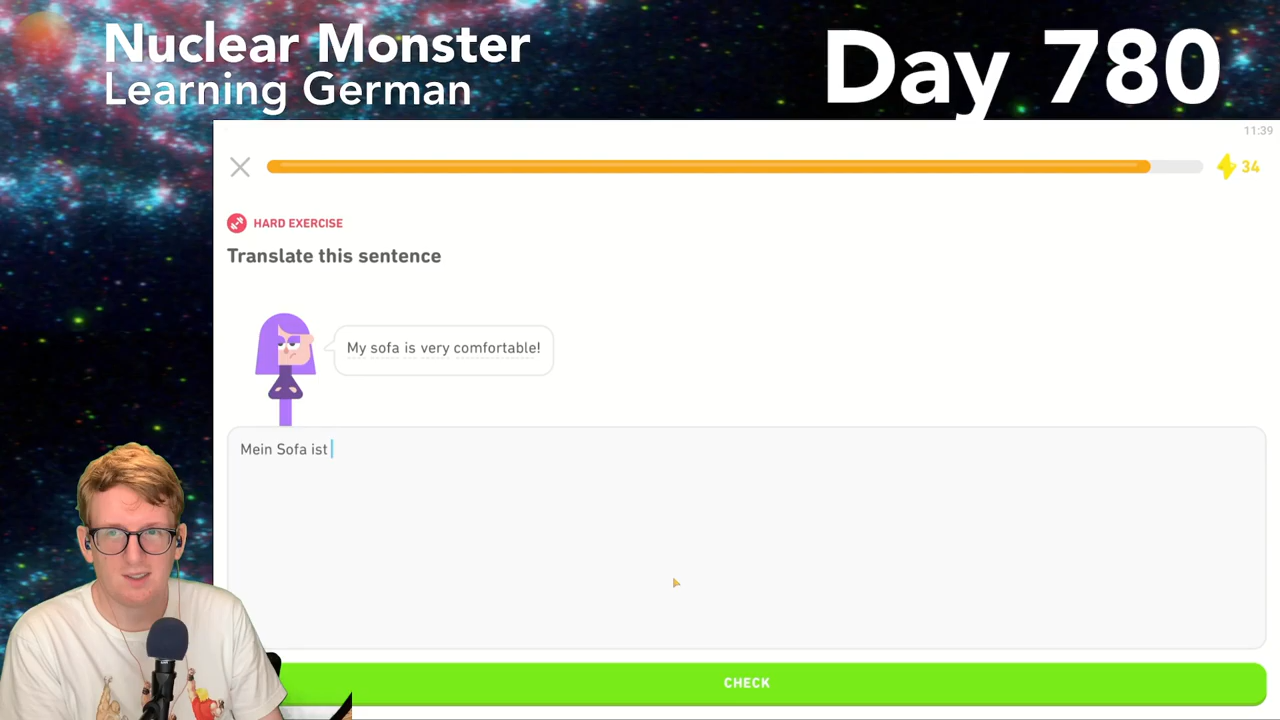 Nuclear Monster
Learning German
Day 780
11:39
34
HARD EXERCISE
Translate this sentence
My sofa is very comfortable!
Mein Sofa ist
CHECK